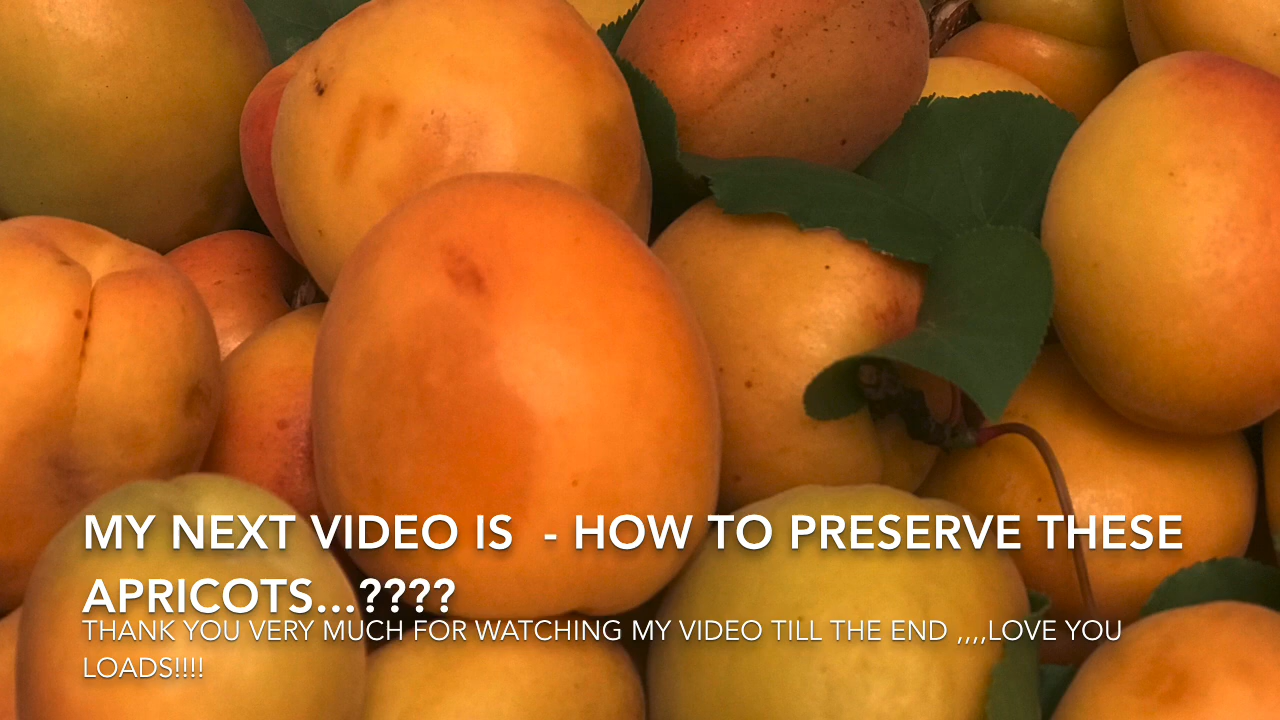 MY NEXT VIDEO IS  - HOW TO PRESERVE THESE
APRICOTS...????
THANK YOU VERY MUCH FOR WATCHING MY VIDEO TILL THE END ,,,,LOVE YOU
LOADS!!!!